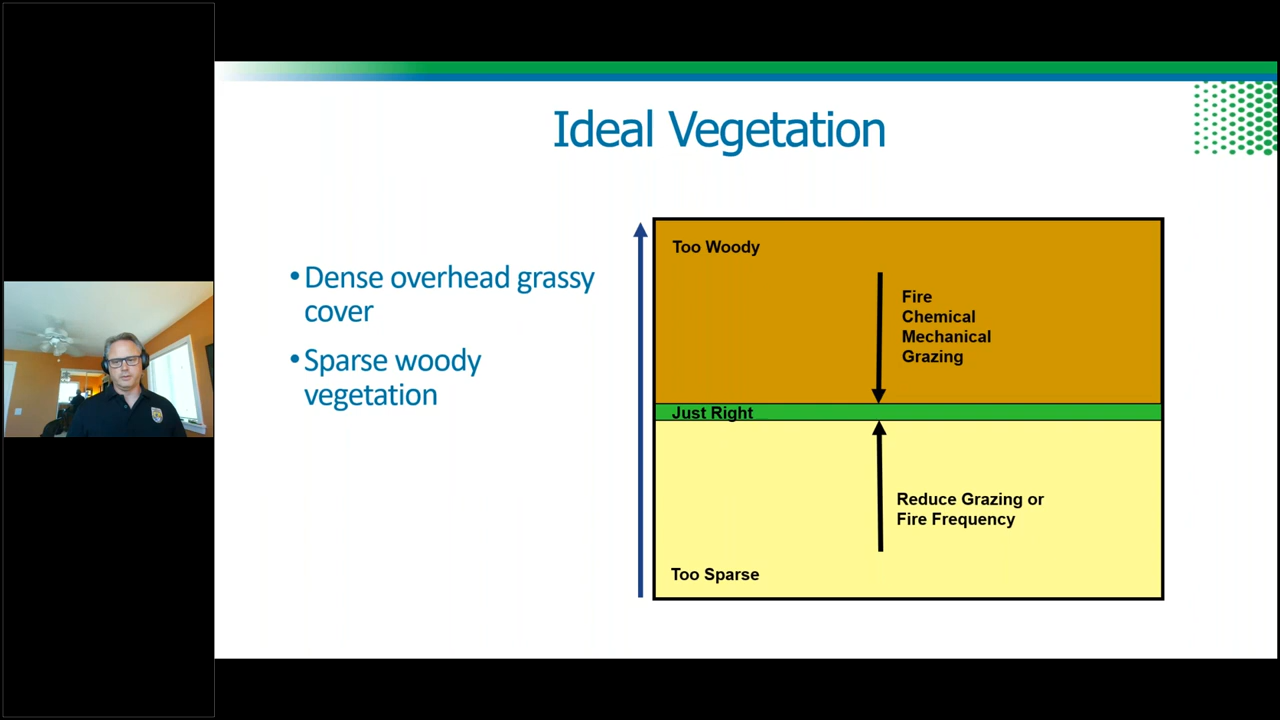 Ideal Vegetation
•Dense overhead grassy
cover
•Sparse woody
vegetation
Too Woody
Fire
Chemical
Mechanical
Grazing
Just Right
Reduce Grazing or
Fire Frequency
Too Sparse